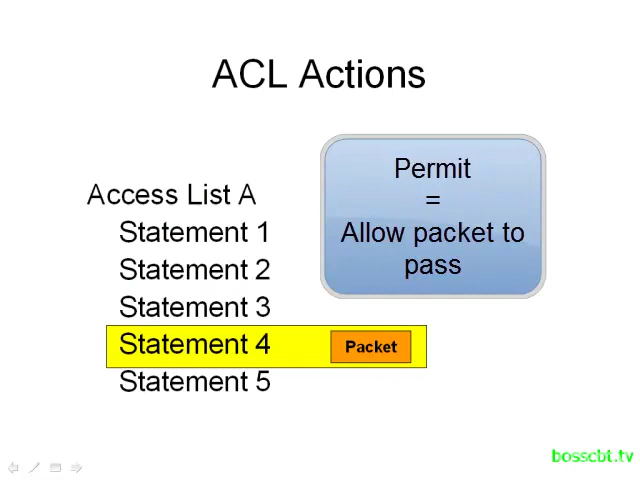 ACL Actions
Permit
=
Allow packet to
pass
Access List A
Statement 1
Statement 2
Statement 3
Statement 4
Packet
Statement 5
bosscbt.tv